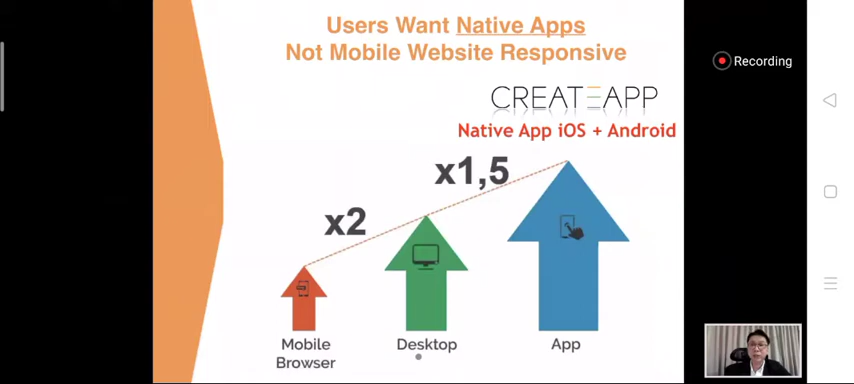 Users Want Native Apps
Not Mobile Website Responsive
Recording
CREATEAPP
Native App iOS + Android
x1,5
x2
Mobile
Browser
Desktop
App